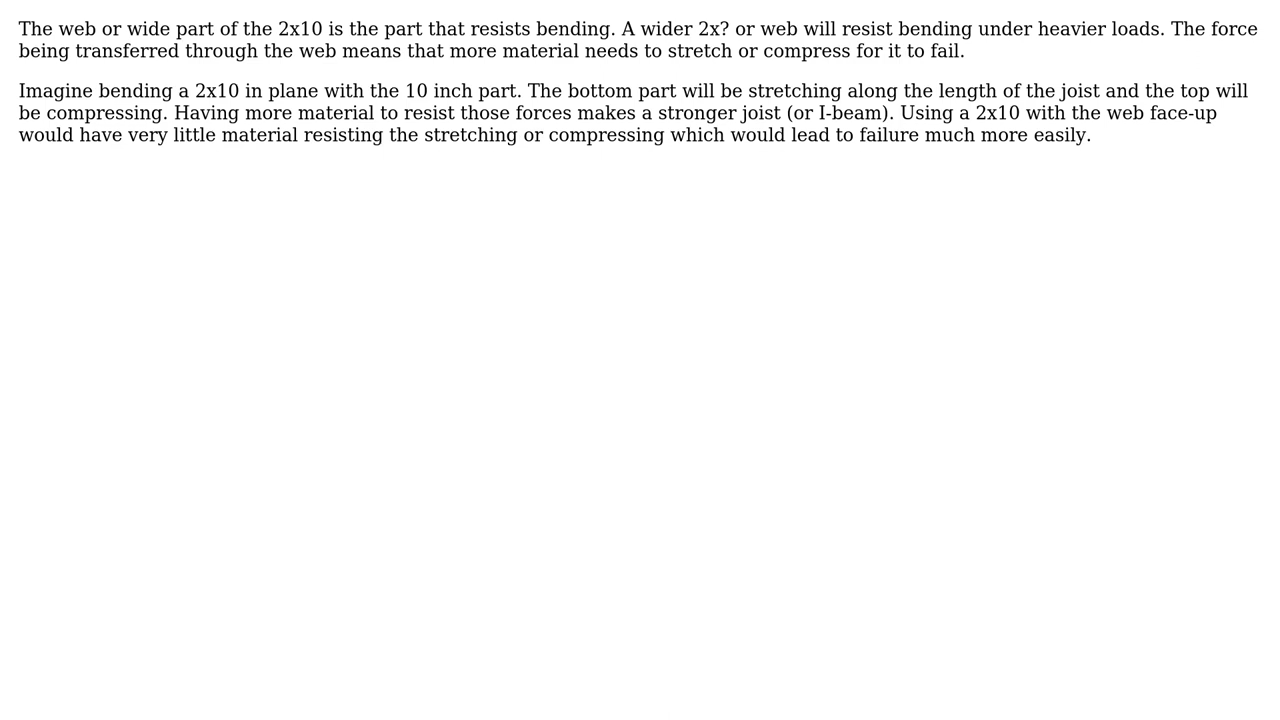 The web or wide part of the 2x10 is the part that resists bending. A wider 2x? or web will resist bending under heavier loads. The force
being transferred through the web means that more material needs to stretch or compress for it to fail.
Imagine bending a 2x10 in plane with the 10 inch part. The bottom part will be stretching along the length of the joist and the top will
be compressing. Having more material to resist those forces makes a stronger joist (or I-beam). Using a 2x10 with the web face-up
would have very little material resisting the stretching or compressing which would lead to failure much more easily.